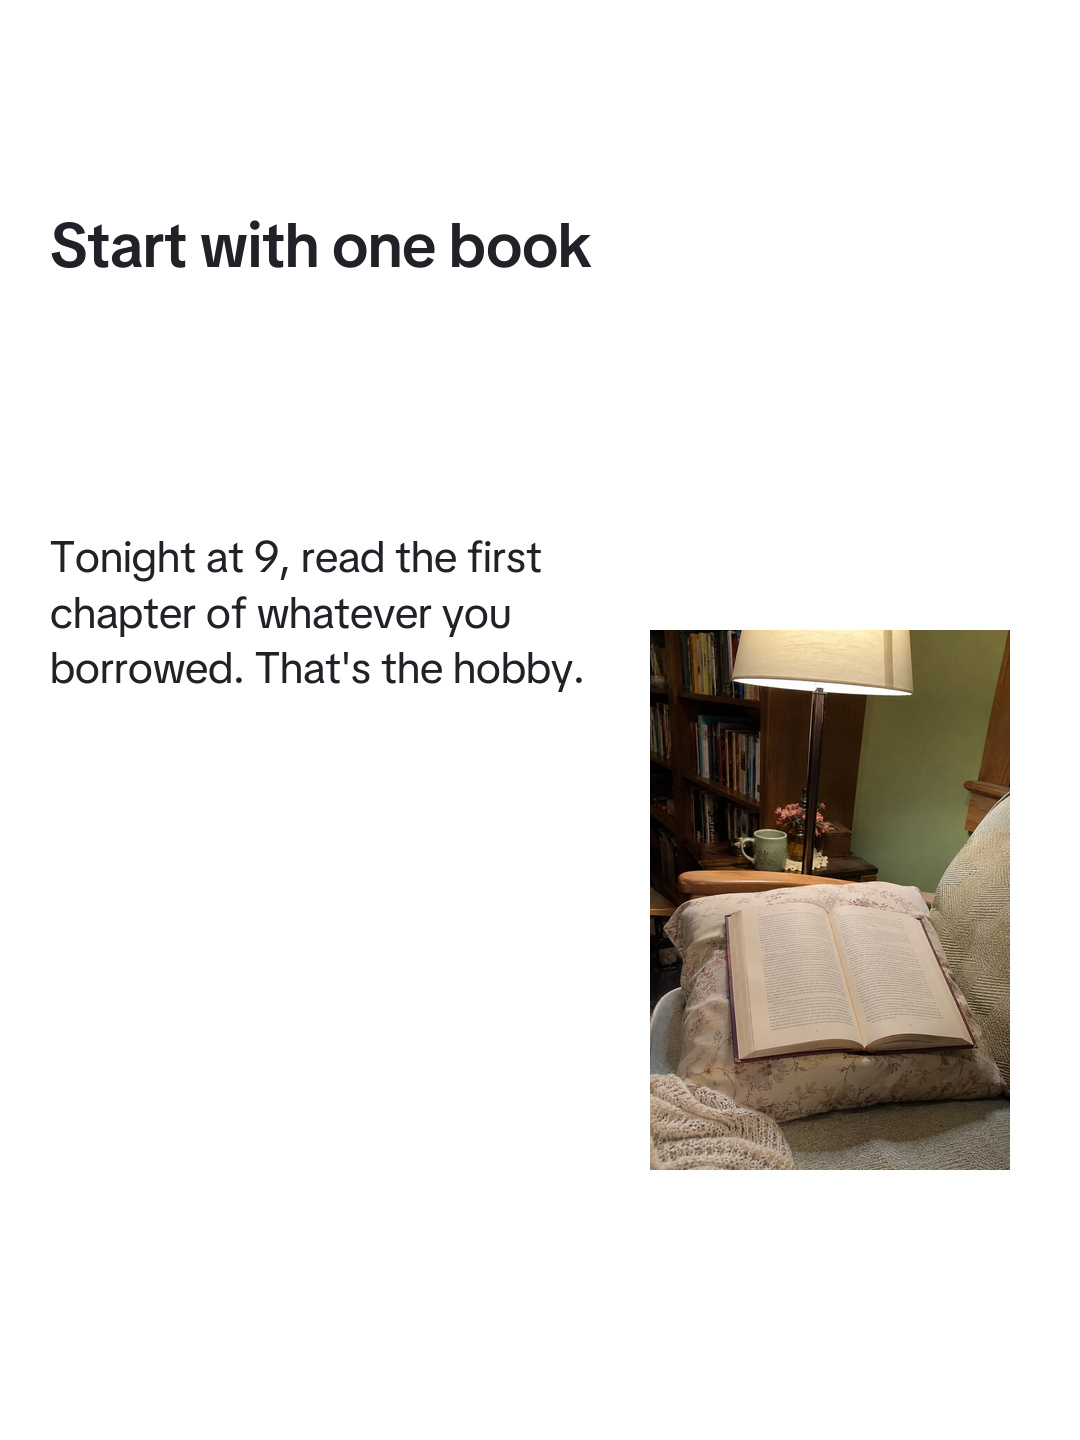 Start with one book
Tonight at 9, read the first
chapter of whatever you
borrowed. That's the hobby.